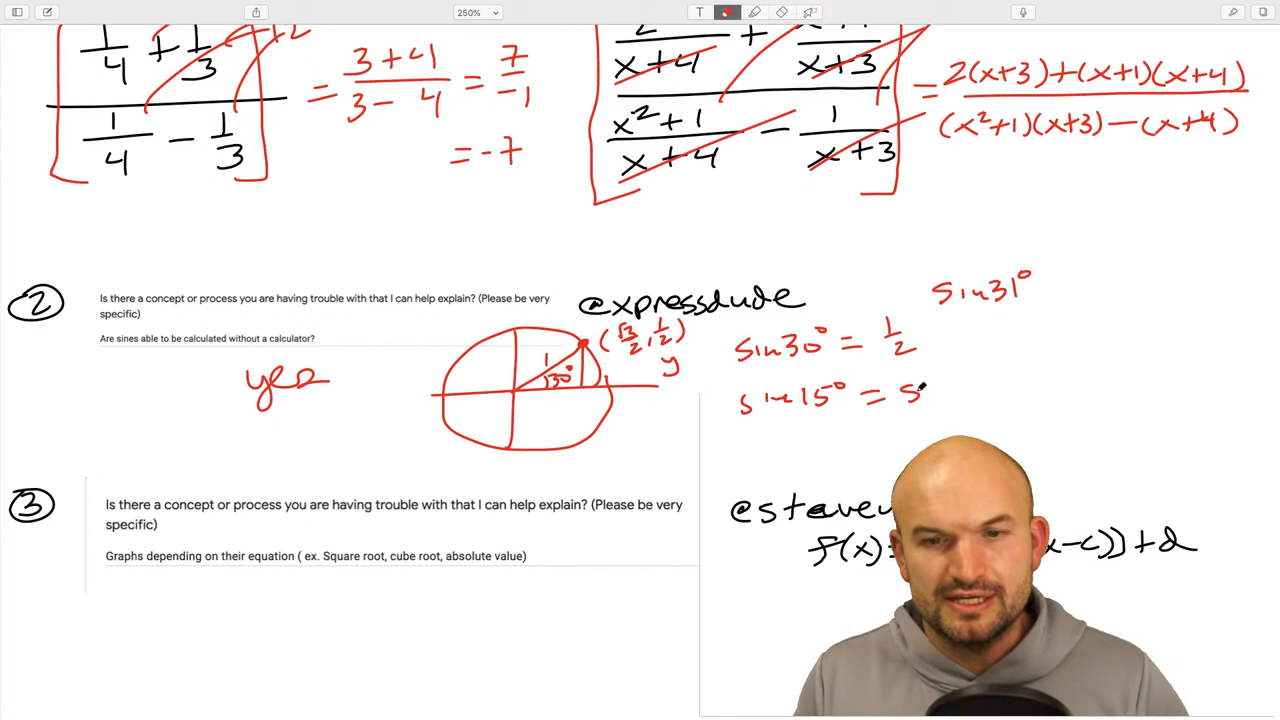 250%
1/4 + 1/3
1/4 - 1/3
= 3+4/3-4 = 7/-1
= -7
x+4 + x+3
x²+1/x+4 - 1/x+3
= 2(x+3)+(x+1)(x+4)/(x²+1)(x+3)-(x+4)
2
Is there a concept or process you are having trouble with that I can help explain? (Please be very
specific)
Are sines able to be calculated without a calculator?
yes
@xpressdude
(√3/2, 1/2)
y
1
30°
sin31°
sin30° = 1/2
sin15° = s
3
Is there a concept or process you are having trouble with that I can help explain? (Please be very
specific)
Graphs depending on their equation ( ex. Square root, cube root, absolute value)
f(x) x-c))+d